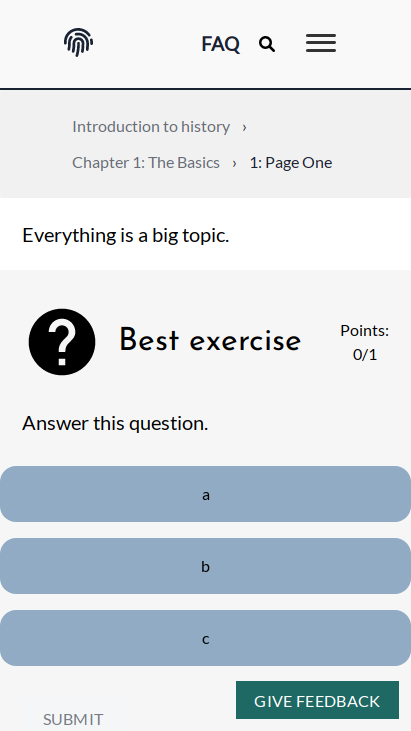 FAQ
Introduction to history ›
Chapter 1: The Basics › 1: Page One
Everything is a big topic.
Best exercise
Points:
0/1
Answer this question.
a
b
c
GIVE FEEDBACK
SUBMIT